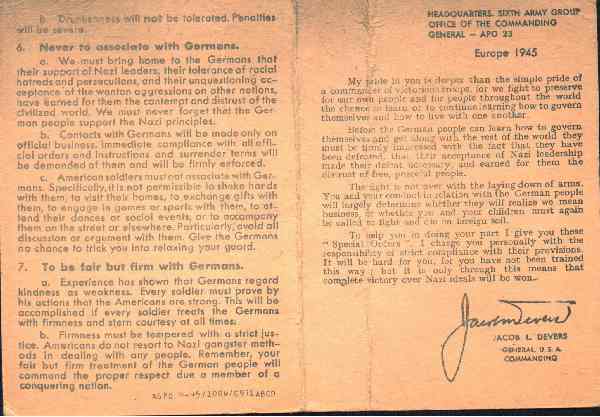 b. Drunkenness will not be tolerated. Penalties
will be severe.
6. Never to associate with Germans.
a. We must bring home to the Germans that
their support of Nazi leaders, their tolerance of racial
hatreds and persecutions, and their unquestioning ac-
ceptance of the wanton aggressions on other nations,
have earned for them the contempt and distrust of the
civilized world. We must never forget that the Ger-
man people support the Nazi principles.
b. Contacts with Germans will be made only on
official business. Immediate compliance with all offi-
cial orders and instructions and surrender terms will
be demanded of them and will be firmly enforced.
c. American soldiers must not associate with Ger-
mans. Specifically, it is not permissible to shake hands
with them, to visit their homes, to exchange gifts with
them, to engage in games or sports with them, to at-
tend their dances or social events, or to accompany
them on the street or elsewhere. Particularly, avoid all
discussion or argument with them. Give the Germans
no chance to trick you into relaxing your guard.
7. To be fair but firm with Germans.
a. Experience has shown that Germans regard
kindness as weakness. Every soldier must prove by
his actions that the Americans are strong. This will be
accomplished if every soldier treats the Germans
with firmness and stern courtesy at all times.
b. Firmness must be tempered with a strict jus-
tice. Americans do not resort to Nazi gangster meth-
ods in dealing with any people. Remember, your
fair but firm treatment of the German people will
command the proper respect due a member of a
conquering nation.
HEADQUARTERS, SIXTH ARMY GROUP
OFFICE OF THE COMMANDING
GENERAL - APO 23
Europe 1945
My pride in you is deeper than the simple pride of
a commander of victorious troops, for we fight to preserve
for our own people and for people throughout the world
the chance to learn or to continue learning how to govern
themselves and how to live with one another.
Before the German people can learn how to govern
themselves and get along with the rest of the world they
must be firmly impressed with the fact that they have
been defeated, that their acceptance of Nazi leadership
made their defeat necessary, and earned for them the
distrust of free, peaceful people.
The fight is not over with the laying down of arms.
You and your conduct in relation with the German people
will largely determine whether they will realize we mean
business, or whether you and your children must again
be called to fight and die on foreign soil.
To help you in doing your part I give you these
"Special Orders". I charge you personally with the
responsibility of strict compliance with their provisions.
It will be hard for you, for you have not been trained
this way; but it is only through this means that
complete victory over Nazi ideals will be won.
Jacob L Devers
JACOB L. DEVERS
GENERAL, U.S.A.
COMMANDING